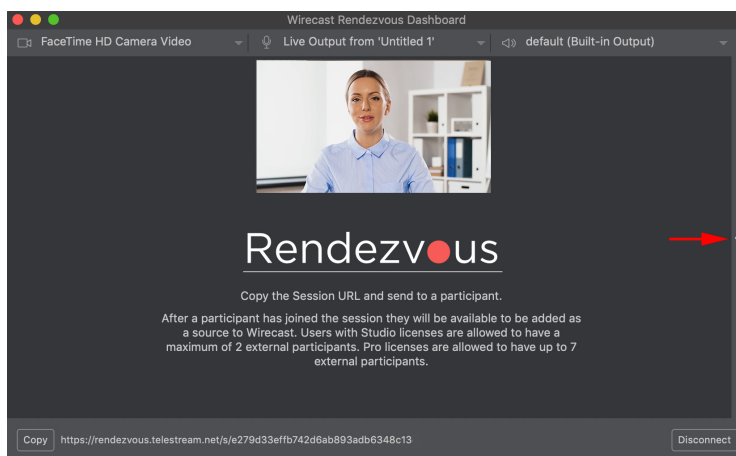 Wirecast Rendezvous Dashboard
FaceTime HD Camera Video
Live Output from 'Untitled 1'
default (Built-in Output)
Rendezvous
Copy the Session URL and send to a participant.
After a participant has joined the session they will be available to be added as
a source to Wirecast. Users with Studio licenses are allowed to have a
maximum of 2 external participants. Pro licenses are allowed to have up to 7
external participants.
Copy
https://rendezvous.telestream.net/s/e279d33effb742d6ab893adb6348c13
Disconnect